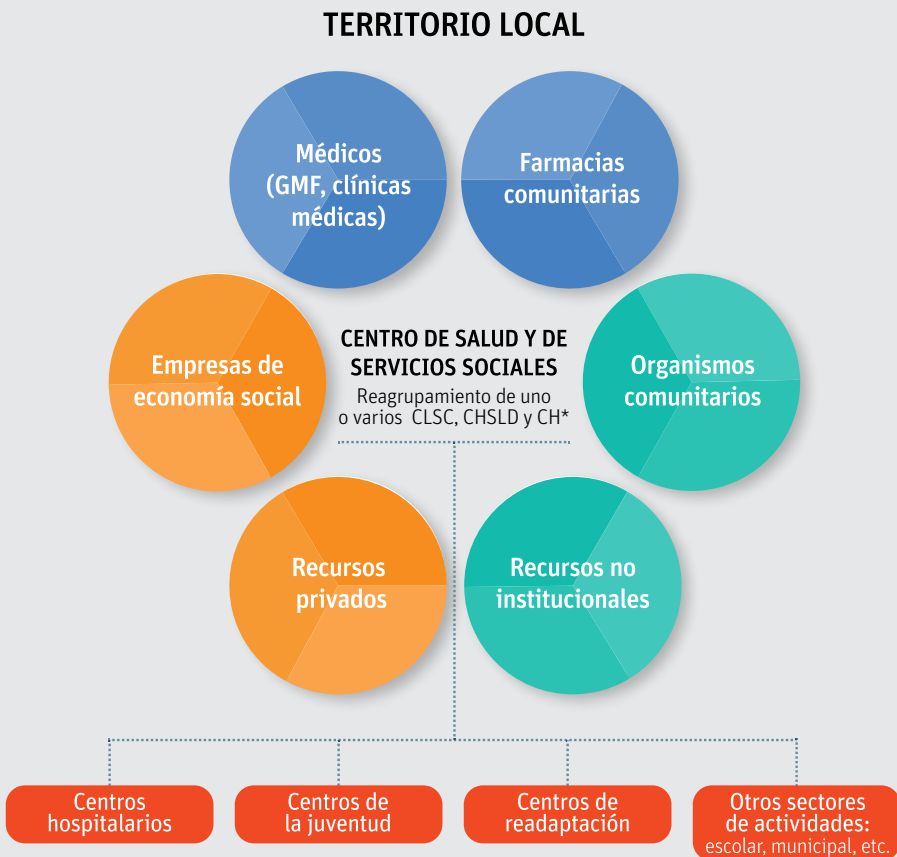 TERRITORIO LOCAL
Médicos
(GMF, clínicas
médicas)
Farmacias
comunitarias
Empresas de
economía social
CENTRO DE SALUD Y DE
SERVICIOS SOCIALES
Reagrupamiento de uno
o varios CLSC, CHSLD y CH*
Organismos
comunitarios
Recursos
privados
Recursos no
institucionales
Centros
hospitalarios
Centros de
la juventud
Centros de
readaptación
Otros sectores
de actividades:
escolar, municipal, etc.